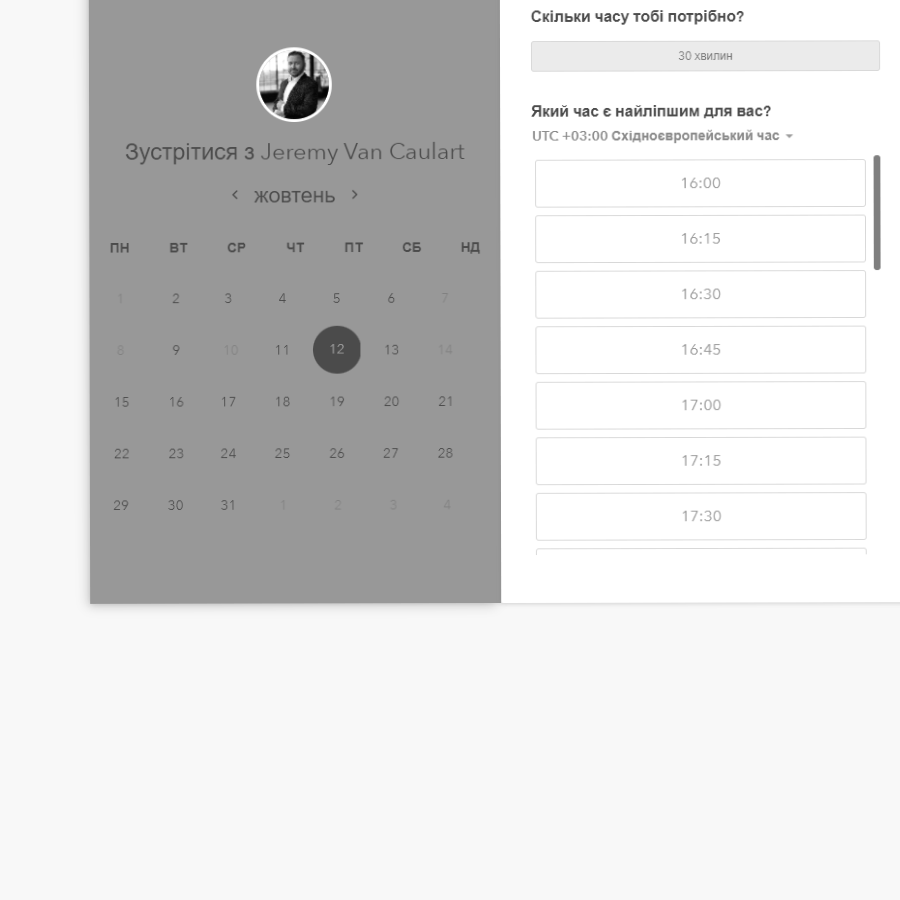 Зустрітися з Jeremy Van Caulart
жовтень
ПН ВТ СР ЧТ ПТ СБ НД
1 2 3 4 5 6 7
8 9 10 11 12 13 14
15 16 17 18 19 20 21
22 23 24 25 26 27 28
29 30 31 1 2 3 4
Скільки часу тобі потрібно?
30 хвилин
Який час є найліпшим для вас?
UTC +03:00 Східноєвропейський час
16:00
16:15
16:30
16:45
17:00
17:15
17:30